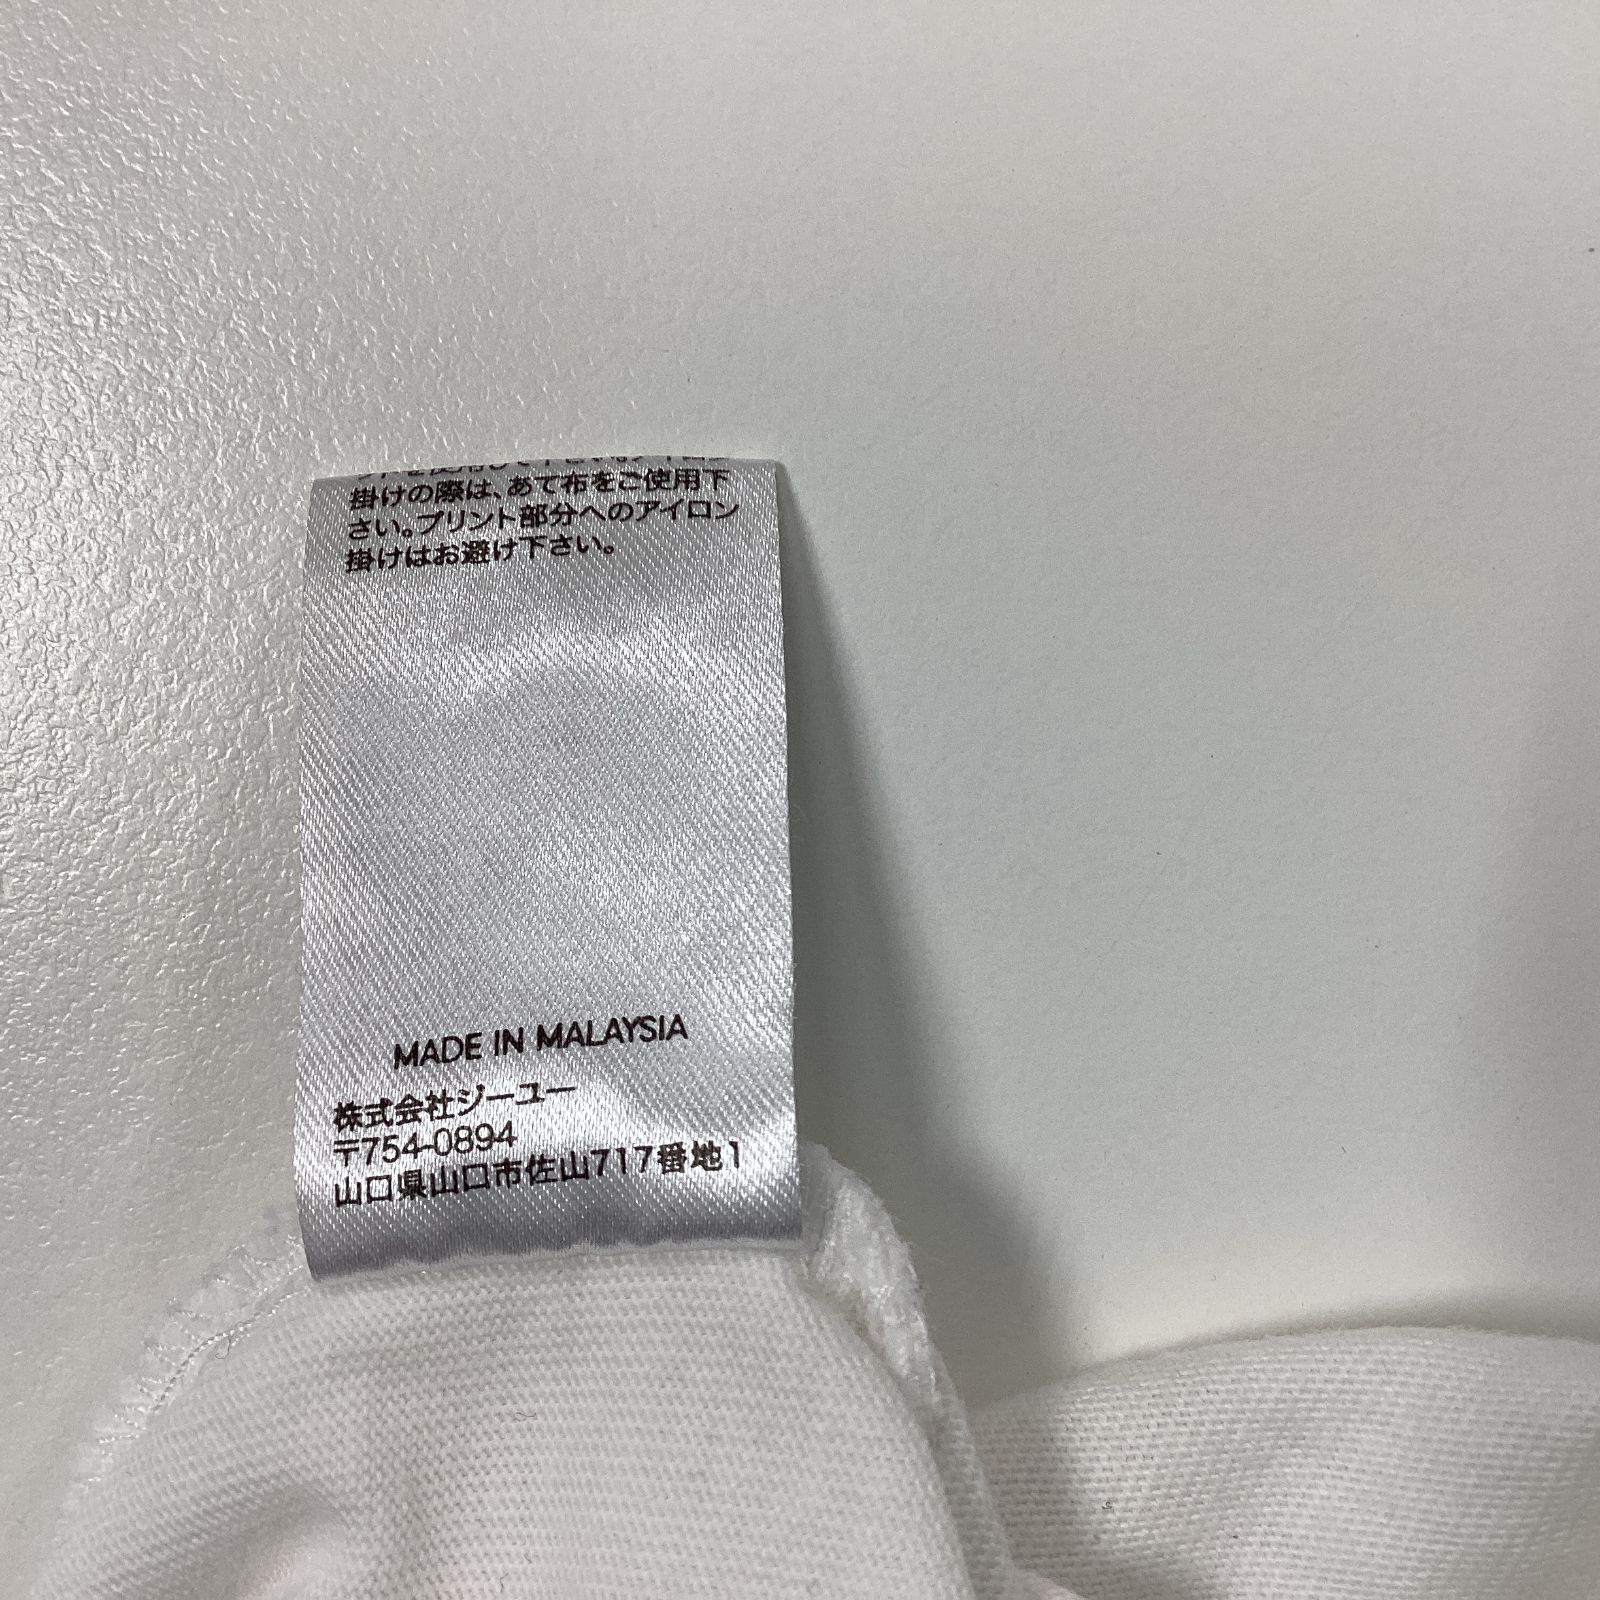 掛けの際は、あて布をご使用下
さい。プリント部分へのアイロン
掛けはお避け下さい。
MADE IN MALAYSIA
株式会社ジーユー
〒754-0894
山口県山口市佐山717番地1